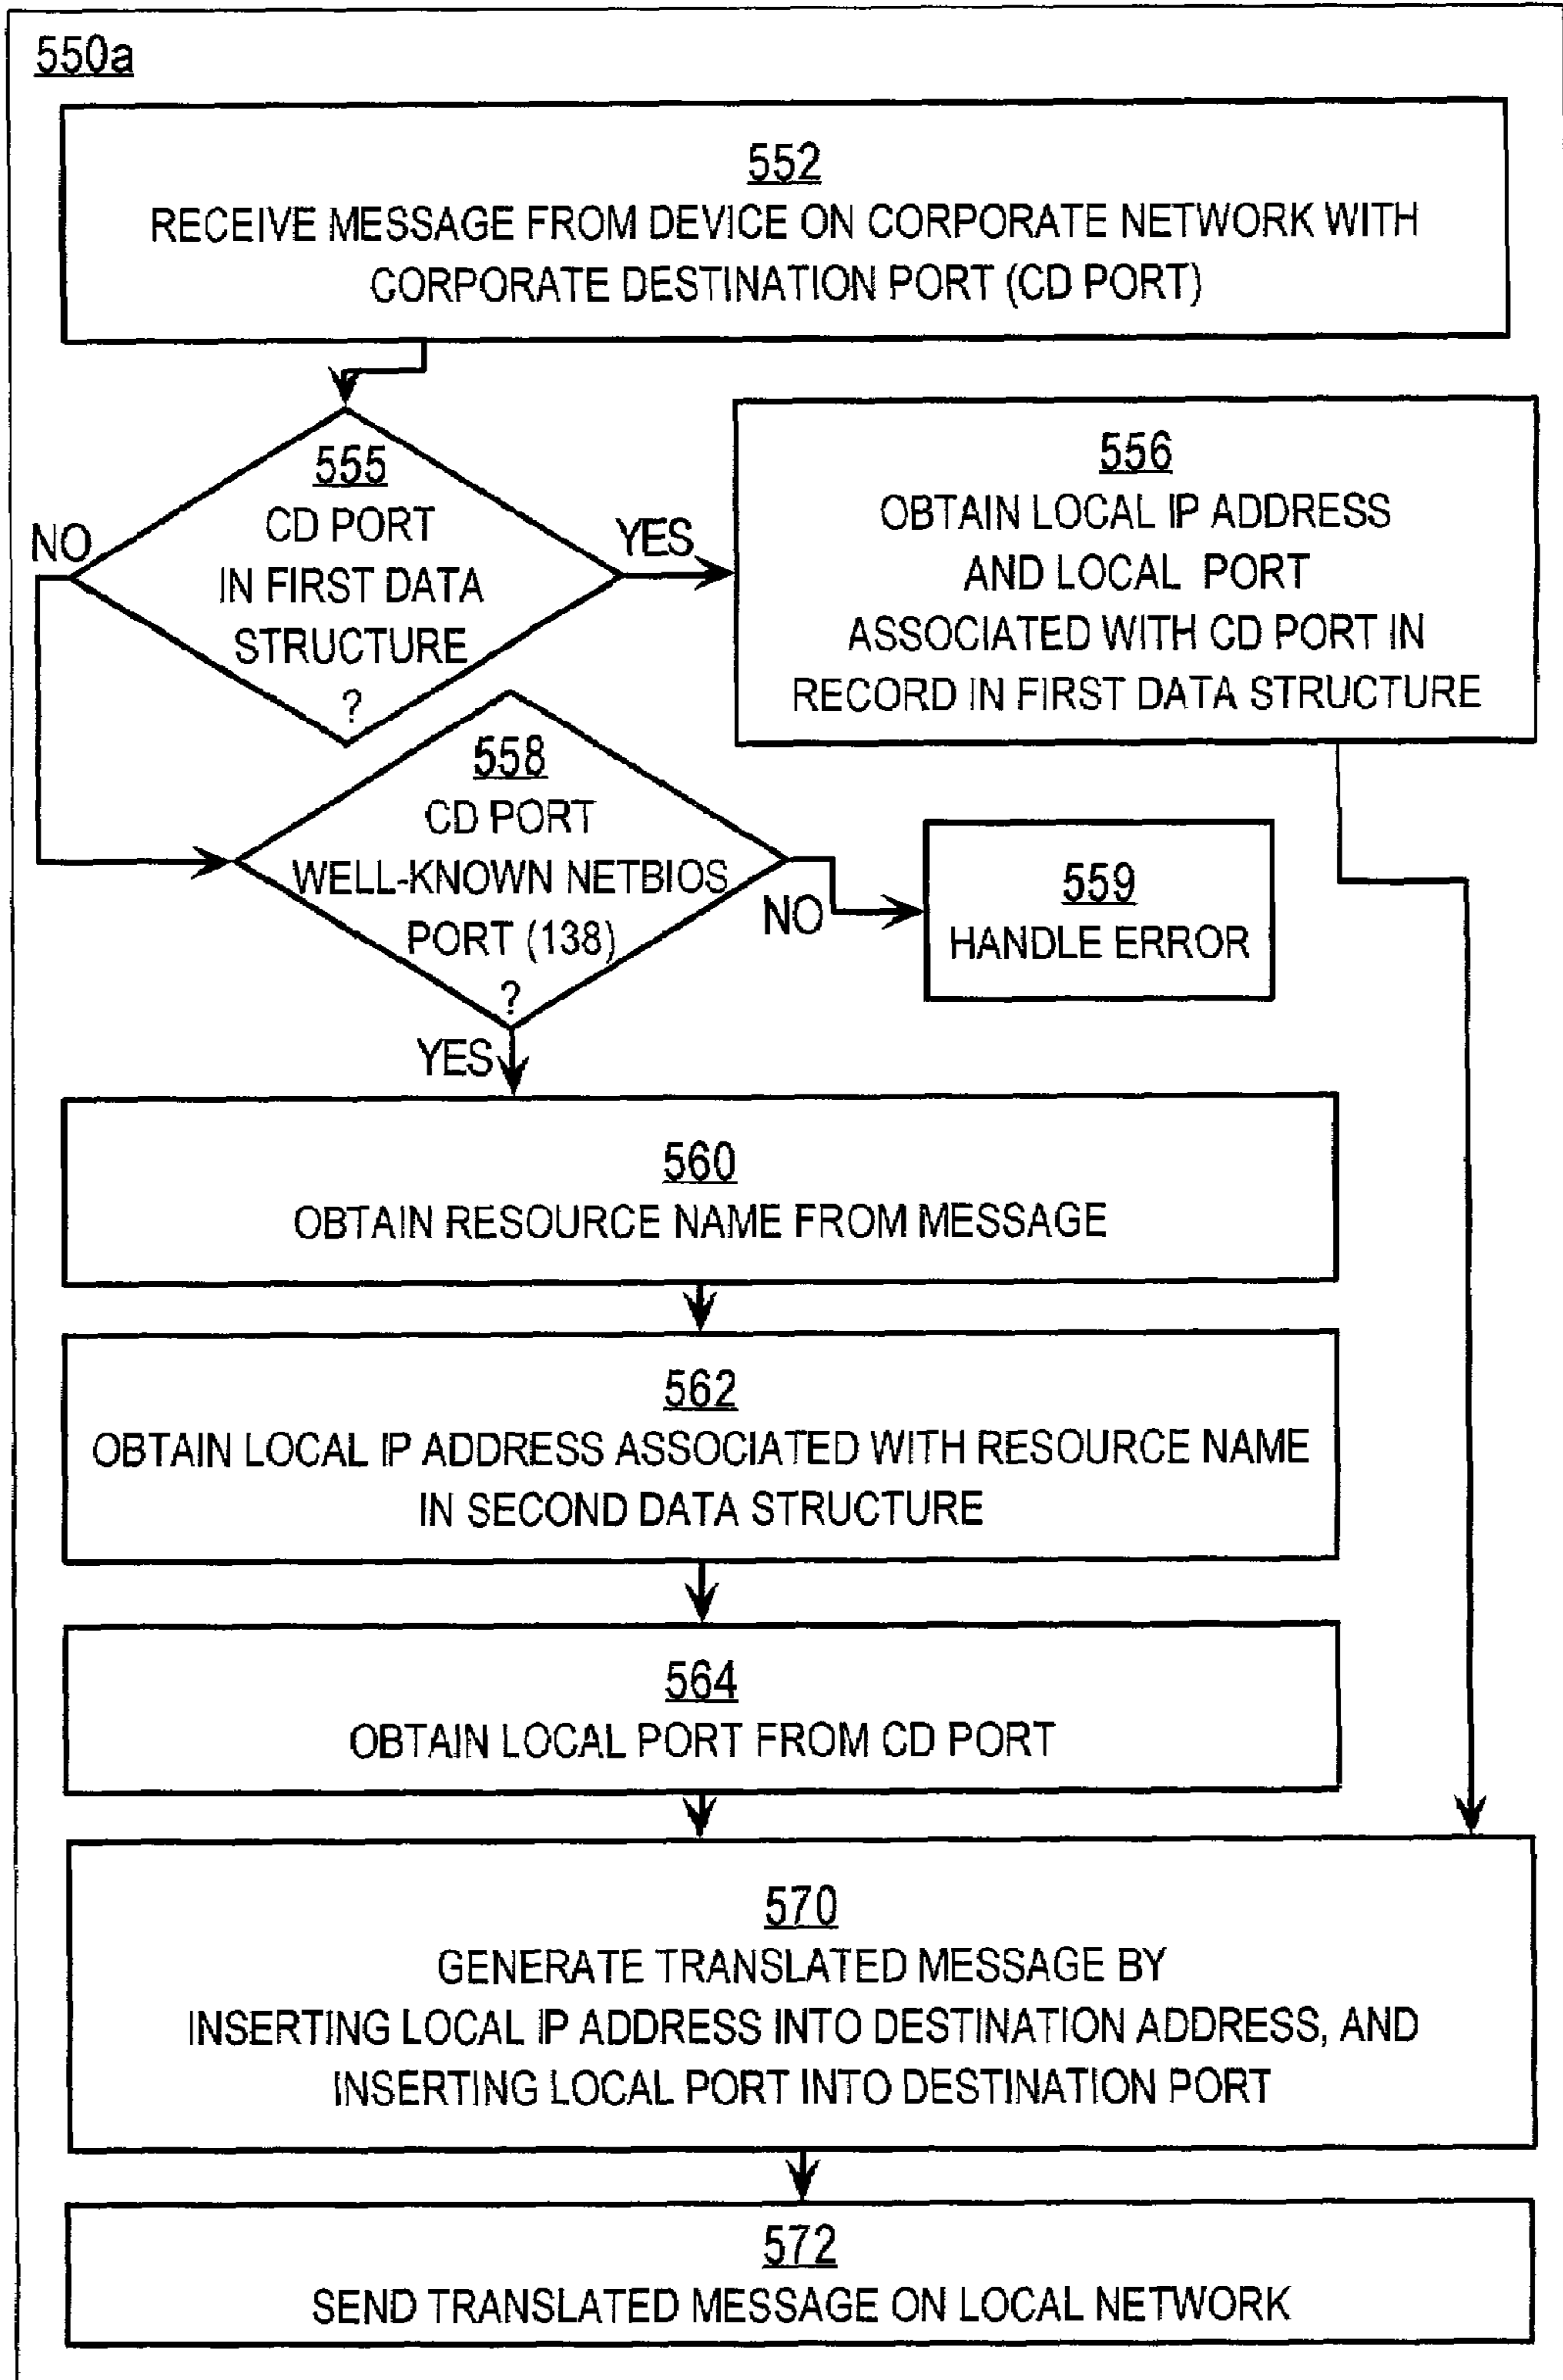 550a
552
RECEIVE MESSAGE FROM DEVICE ON CORPORATE NETWORK WITH
CORPORATE DESTINATION PORT (CD PORT)
555
CD PORT
IN FIRST DATA
STRUCTURE
?
NO
YES
556
OBTAIN LOCAL IP ADDRESS
AND LOCAL PORT
ASSOCIATED WITH CD PORT IN
RECORD IN FIRST DATA STRUCTURE
558
CD PORT
WELL-KNOWN NETBIOS
PORT (138)
?
NO
559
HANDLE ERROR
YES
560
OBTAIN RESOURCE NAME FROM MESSAGE
562
OBTAIN LOCAL IP ADDRESS ASSOCIATED WITH RESOURCE NAME
IN SECOND DATA STRUCTURE
564
OBTAIN LOCAL PORT FROM CD PORT
570
GENERATE TRANSLATED MESSAGE BY
INSERTING LOCAL IP ADDRESS INTO DESTINATION ADDRESS, AND
INSERTING LOCAL PORT INTO DESTINATION PORT
572
SEND TRANSLATED MESSAGE ON LOCAL NETWORK